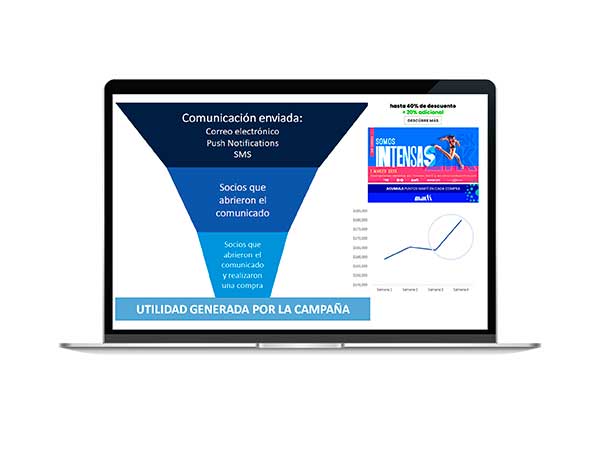 Comunicación enviada:
Correo electrónico
Push Notifications
SMS
Socios que
abrieron el
comunicado
Socios que
abrieron el
comunicado
y realizaron
una compra
UTILIDAD GENERADA POR LA CAMPAÑA
hasta 60% de descuento
+ 20% adicional
DESCUBRE MÁS
SOMOS
INTENSAS
ACUMULA PUNTOS MARTÍ EN CADA COMPRA
martí
Semana 1 Semana 2 Semana 3 Semana 4